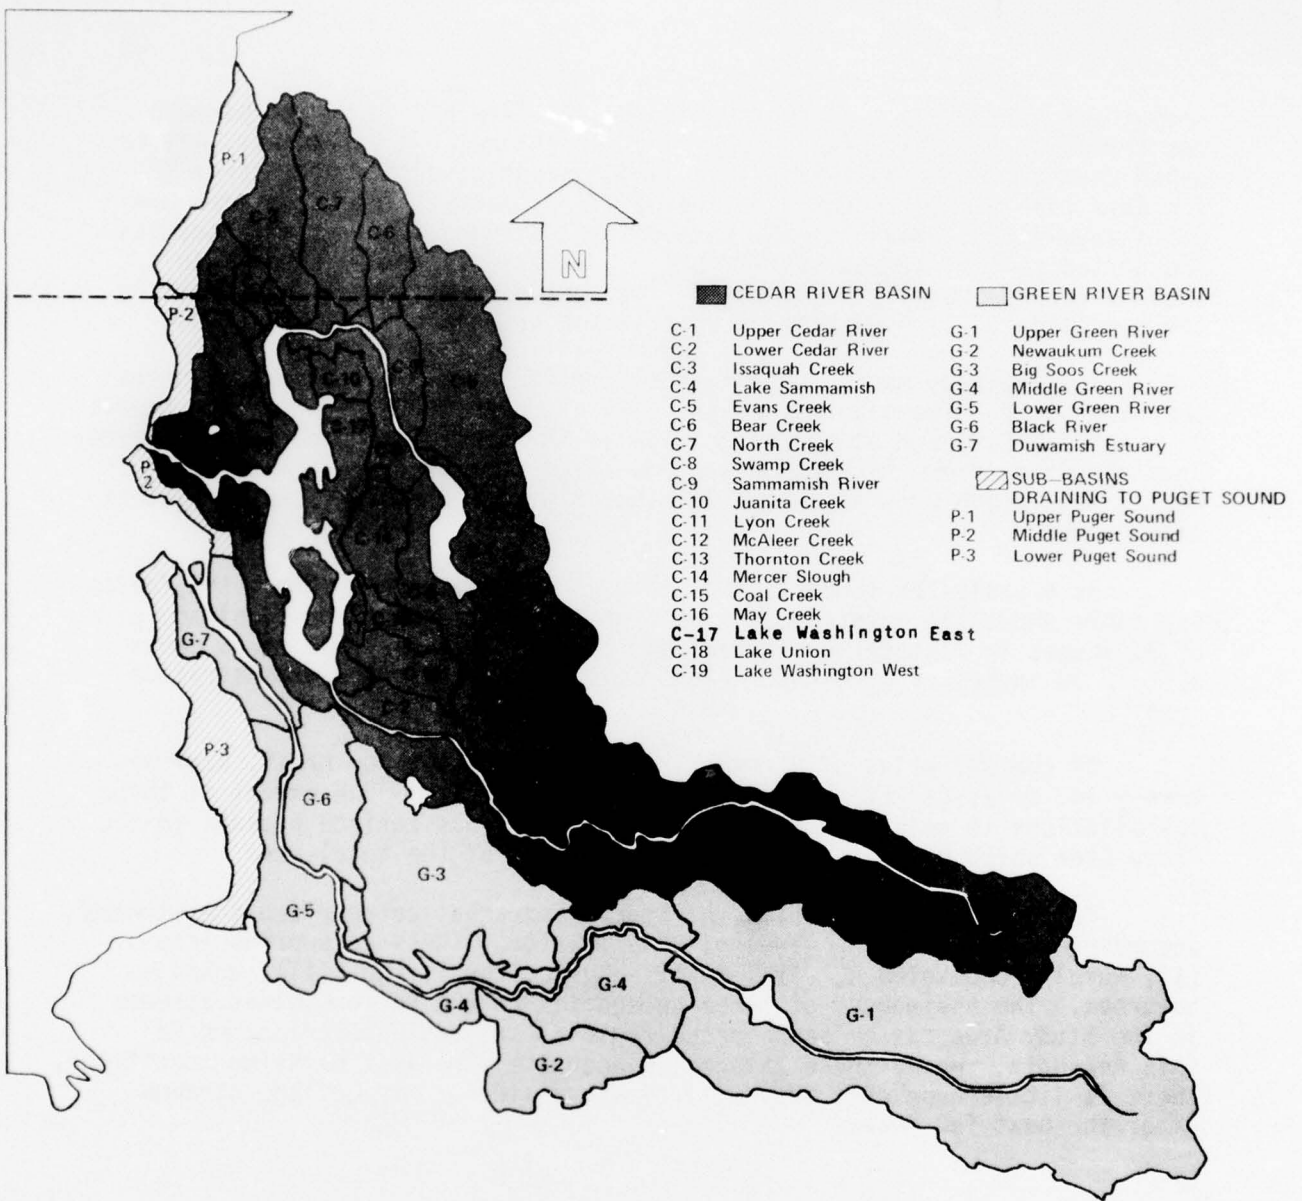 P-1
C-7
C-6
N
P-2
C-10
C-17
P-2
G-7
P-3
G-6
G-3
G-5
G-4
G-4
G-1
G-2
CEDAR RIVER BASIN
C-1 Upper Cedar River
C-2 Lower Cedar River
C-3 Issaquah Creek
C-4 Lake Sammamish
C-5 Evans Creek
C-6 Bear Creek
C-7 North Creek
C-8 Swamp Creek
C-9 Sammamish River
C-10 Juanita Creek
C-11 Lyon Creek
C-12 McAleer Creek
C-13 Thornton Creek
C-14 Mercer Slough
C-15 Coal Creek
C-16 May Creek
C-17 Lake Washington East
C-18 Lake Union
C-19 Lake Washington West
GREEN RIVER BASIN
G-1 Upper Green River
G-2 Newaukum Creek
G-3 Big Soos Creek
G-4 Middle Green River
G-5 Lower Green River
G-6 Black River
G-7 Duwamish Estuary
SUB-BASINS
DRAINING TO PUGET SOUND
P-1 Upper Puger Sound
P-2 Middle Puget Sound
P-3 Lower Puget Sound